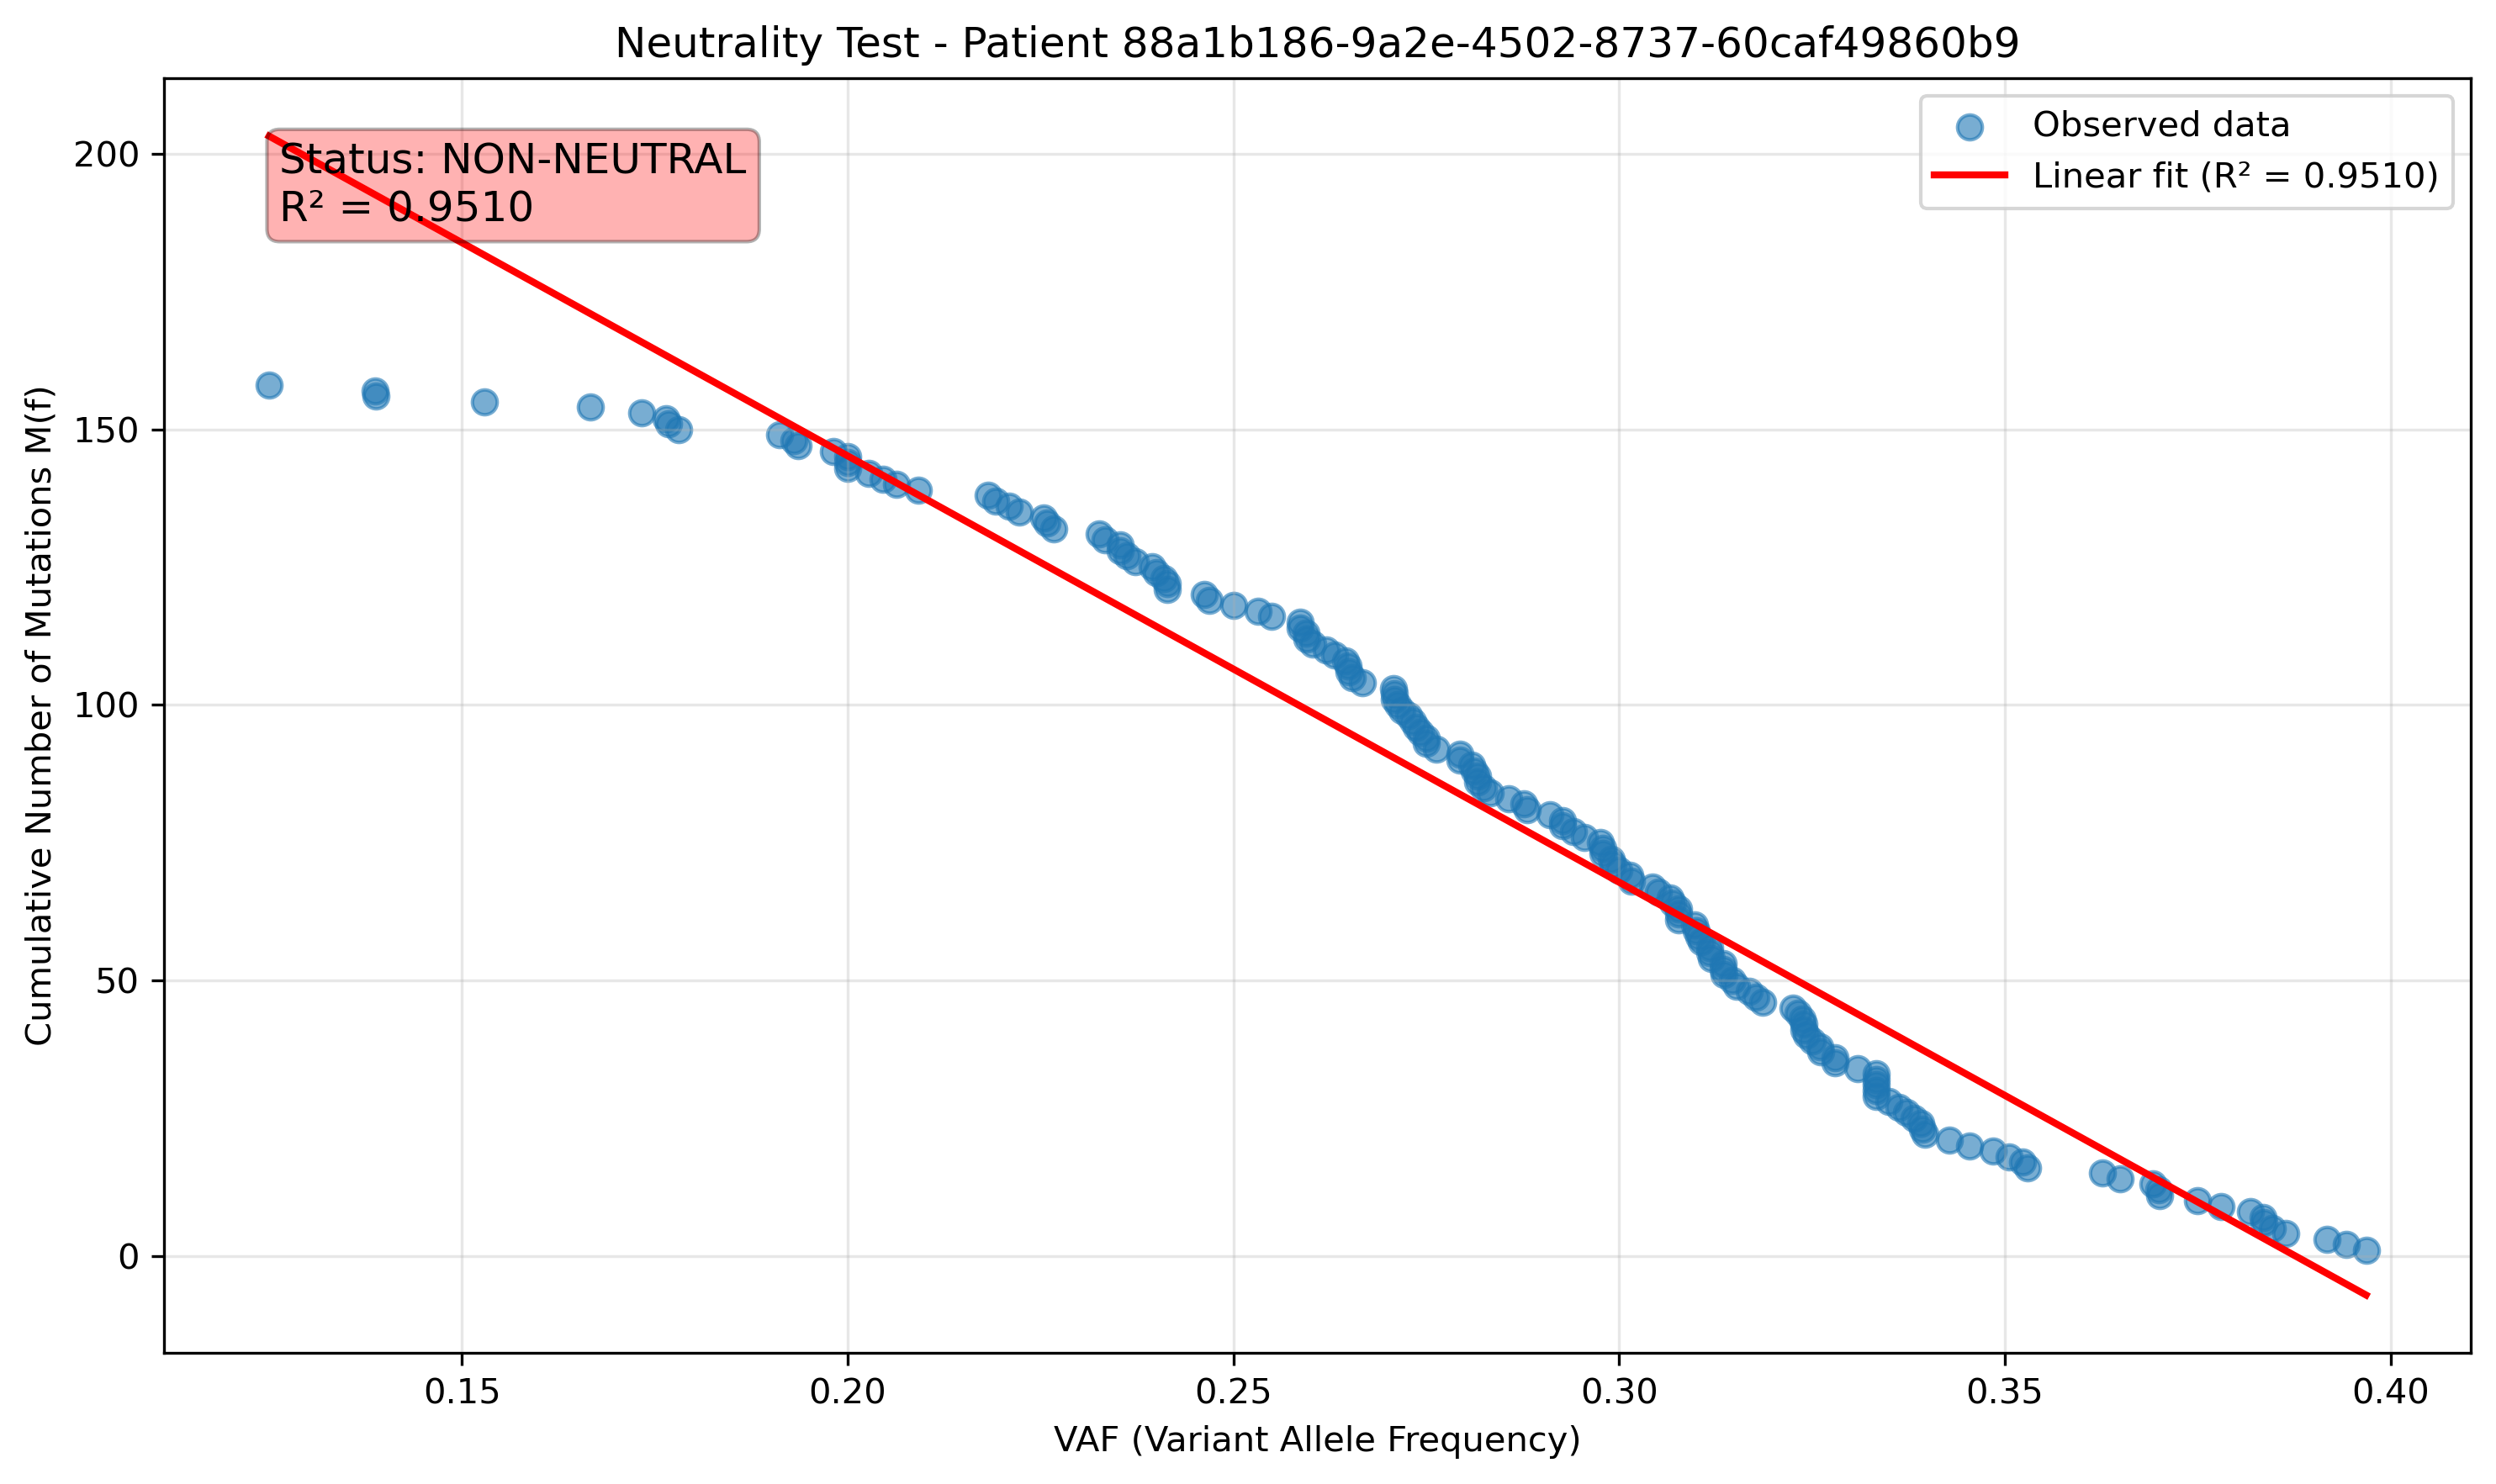 Neutrality Test - Patient 88a1b186-9a2e-4502-8737-60caf49860b9
Status: NON-NEUTRAL
R² = 0.9510
Observed data
Linear fit (R² = 0.9510)
Cumulative Number of Mutations M(f)
200
150
100
50
0
0.15 0.20 0.25 0.30 0.35 0.40
VAF (Variant Allele Frequency)